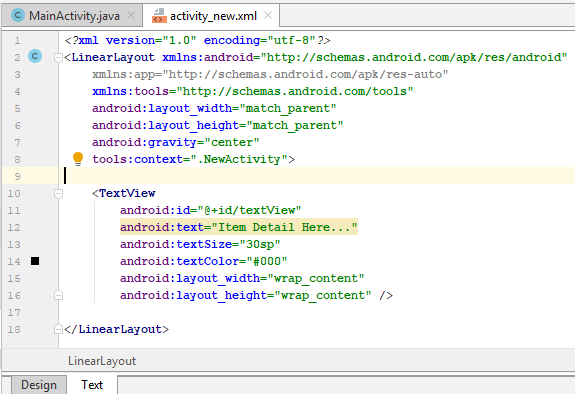 MainActivity.java activity_new.xml
1 <?xml version="1.0" encoding="utf-8"?>
2 <LinearLayout xmlns:android="http://schemas.android.com/apk/res/android"
3 xmlns:app="http://schemas.android.com/apk/res-auto"
4 xmlns:tools="http://schemas.android.com/tools"
5 android:layout_width="match_parent"
6 android:layout_height="match_parent"
7 android:gravity="center"
8 tools:context=".NewActivity">
9
10 <TextView
11 android:id="@+id/textView"
12 android:text="Item Detail Here..."
13 android:textSize="30sp"
14 android:textColor="#000"
15 android:layout_width="wrap_content"
16 android:layout_height="wrap_content" />
17
18 </LinearLayout>
LinearLayout
Design Text